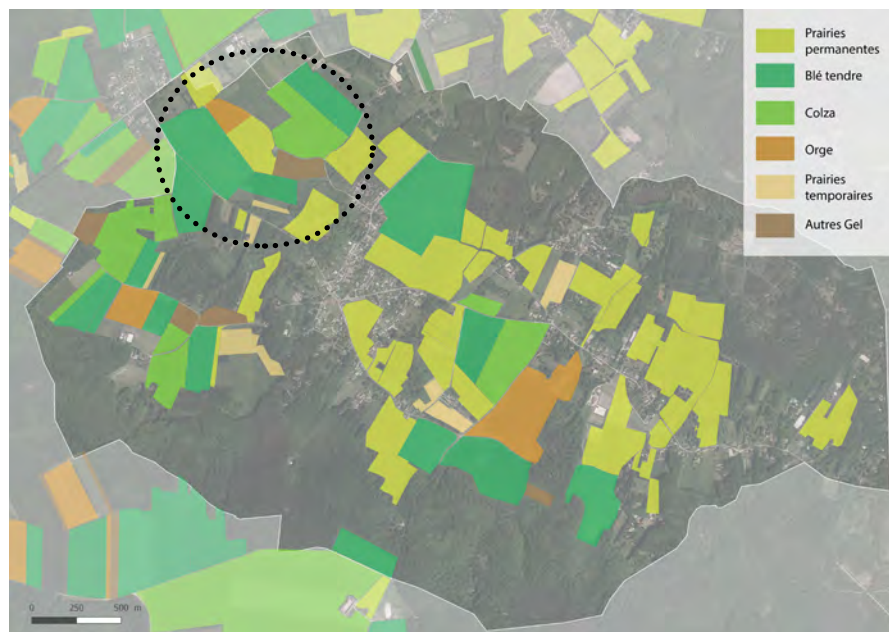 Prairies
permanentes
Blé tendre
Colza
Orge
Prairies
temporaires
Autres Gel
0 250 500 m